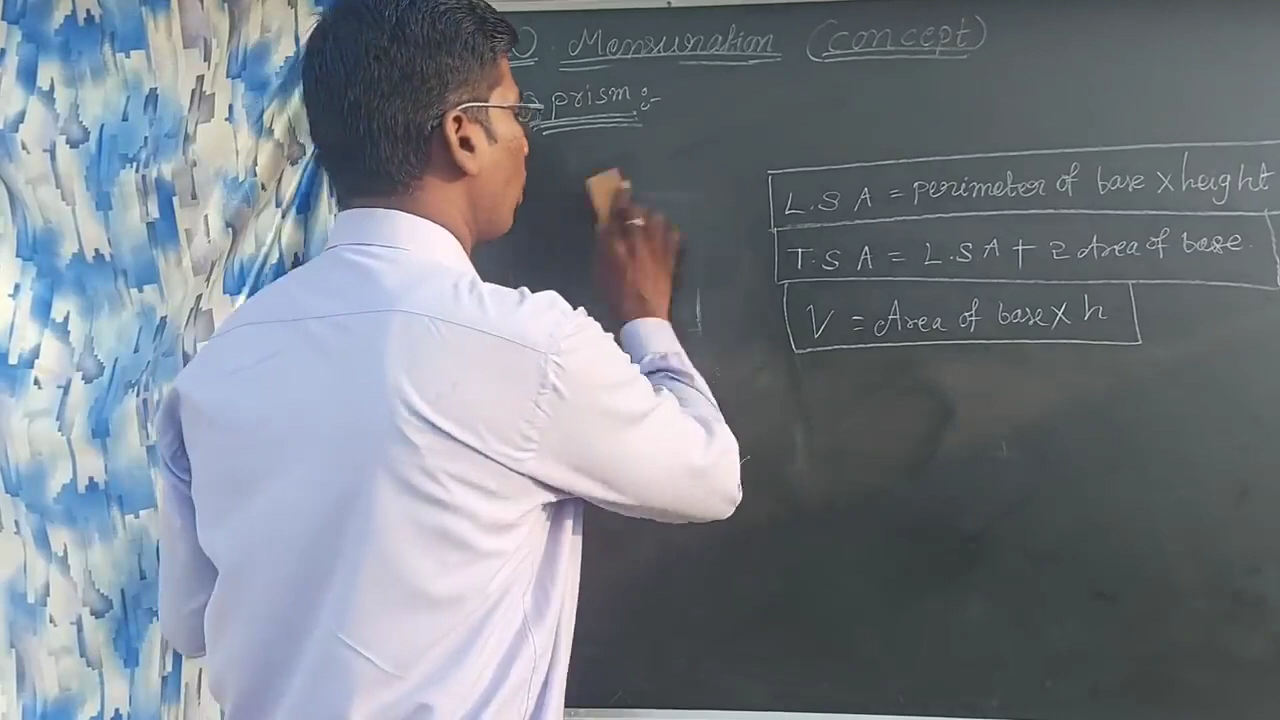 . Mensuration (concept)
prism :-
L.S A = perimeter of base X height
T.S A = L.S A + 2 Area of base.
V = Area of base X h